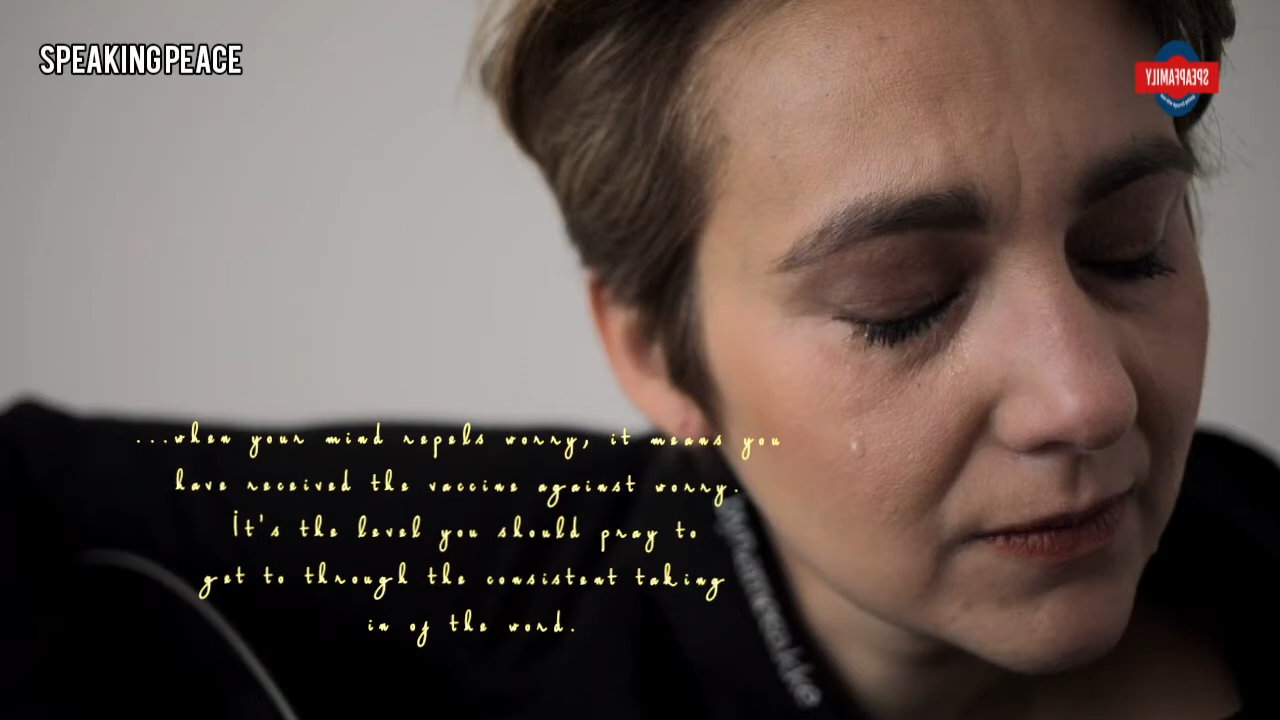 SPEAKING PEACE
SPEAPFAMILY
...when your mind repels worry, it means you
have received the vaccine against worry.
It's the level you should pray to
get to through the consistent taking
in of the word.